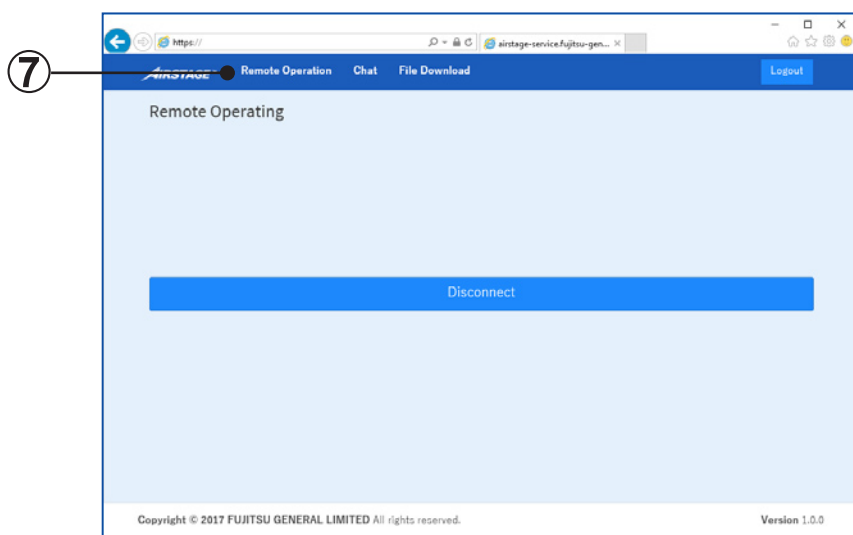 https://
airstage-service.fujitsu-gen...
⑦
AIRSTAGE Remote Operation Chat File Download Logout
Remote Operating
Disconnect
Copyright © 2017 FUJITSU GENERAL LIMITED All rights reserved. Version 1.0.0